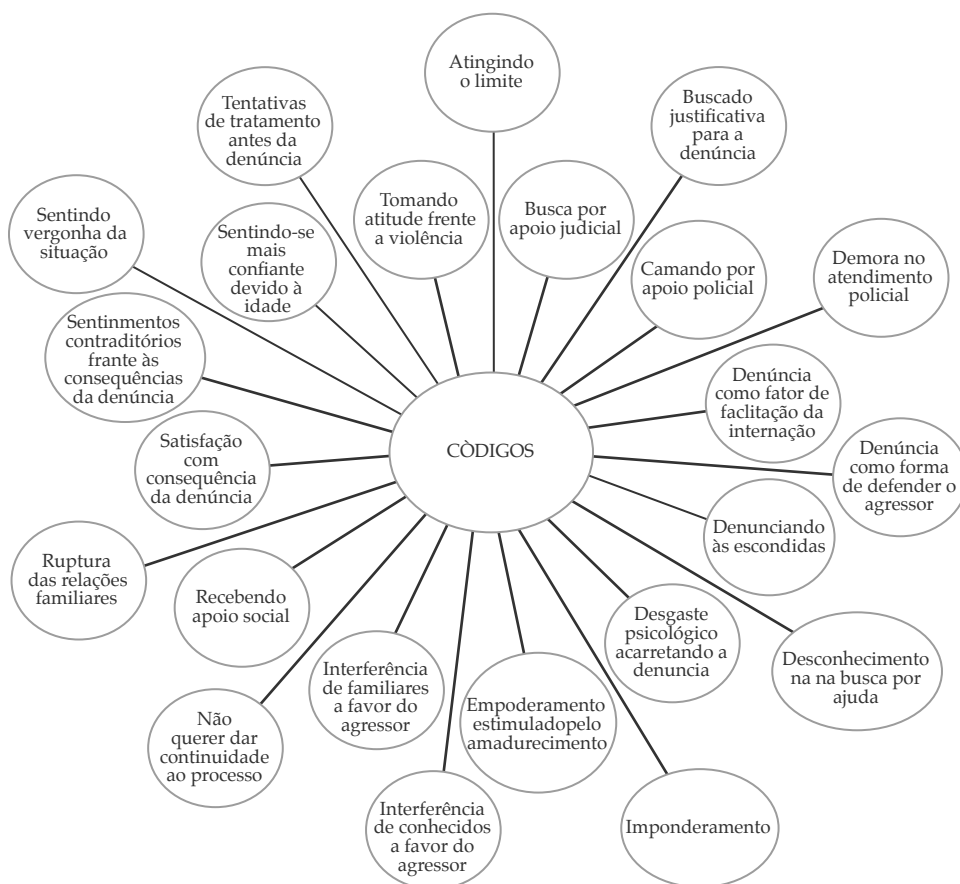 Atingindo
o limite
Buscado
justificativa
para a
denúncia
Tentativas
de tratamento
antes da
denúncia
Tomando
atitude frente
a violência
Busca por
apoio judicial
Sentindo
vergonha da
situação
Sentindo-se
mais
confiante
devido à
idade
Camando por
apoio policial
Demora no
atendimento
policial
Sentinmentos
contraditórios
frante às
consequências
da denúncia
Denúncia
como fator de
faclitação da
internação
Satisfação
com
consequência
da denúncia
CÒDIGOS
Denúncia
como forma
de defender o
agressor
Denunciando
às escondidas
Ruptura
das relações
familiares
Recebendo
apoio social
Desgaste
psicológico
acarretando a
denuncia
Desconhecimento
na na busca por
ajuda
Interferência
de familiares
a favor do
agressor
Empoderamento
estimuladopelo
amadurecimento
Não
querer dar
continuidade
ao processo
Interferência
de conhecidos
a favor do
agressor
Imponderamento